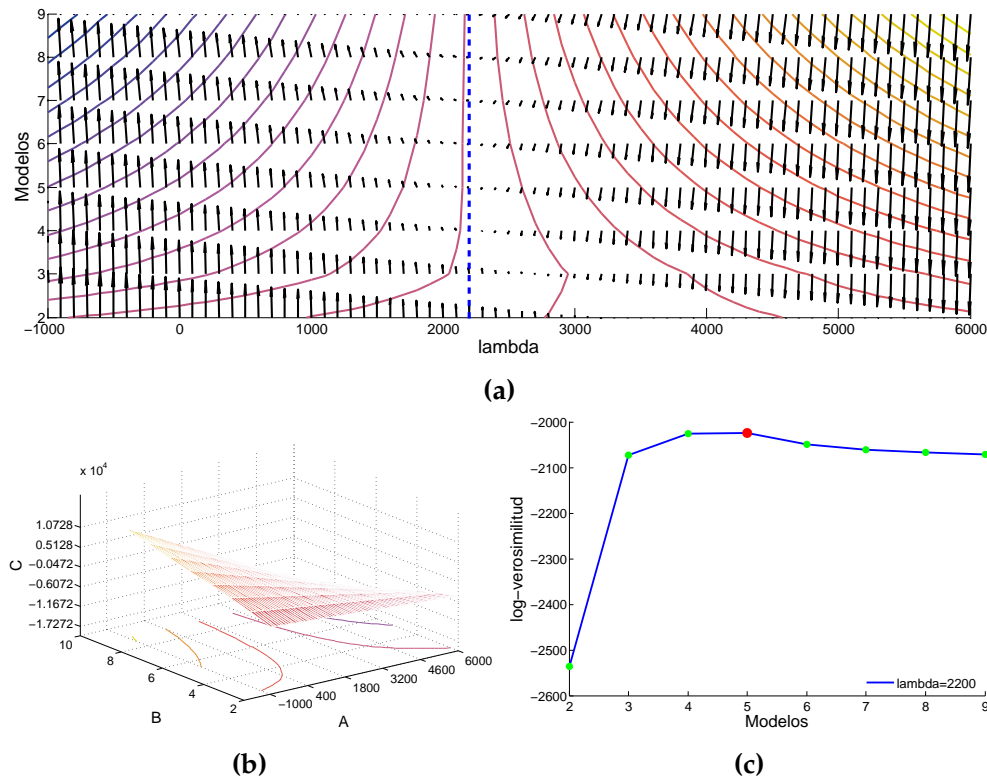 9
8
7
6
5
4
3
2
Modelos
−1000 0 1000 2000 3000 4000 5000 6000
lambda
(a)
x 10⁴
1.0728
0.5128
−0.0472
−0.6072
−1.1672
−1.7272
C
10
8
6
4
2
B
−1000
400
1800
3200
4600
6000
A
(b)
−2000
−2100
−2200
−2300
−2400
−2500
−2600
log−verosimilitud
lambda=2200
2 3 4 5 6 7 8 9
Modelos
(c)